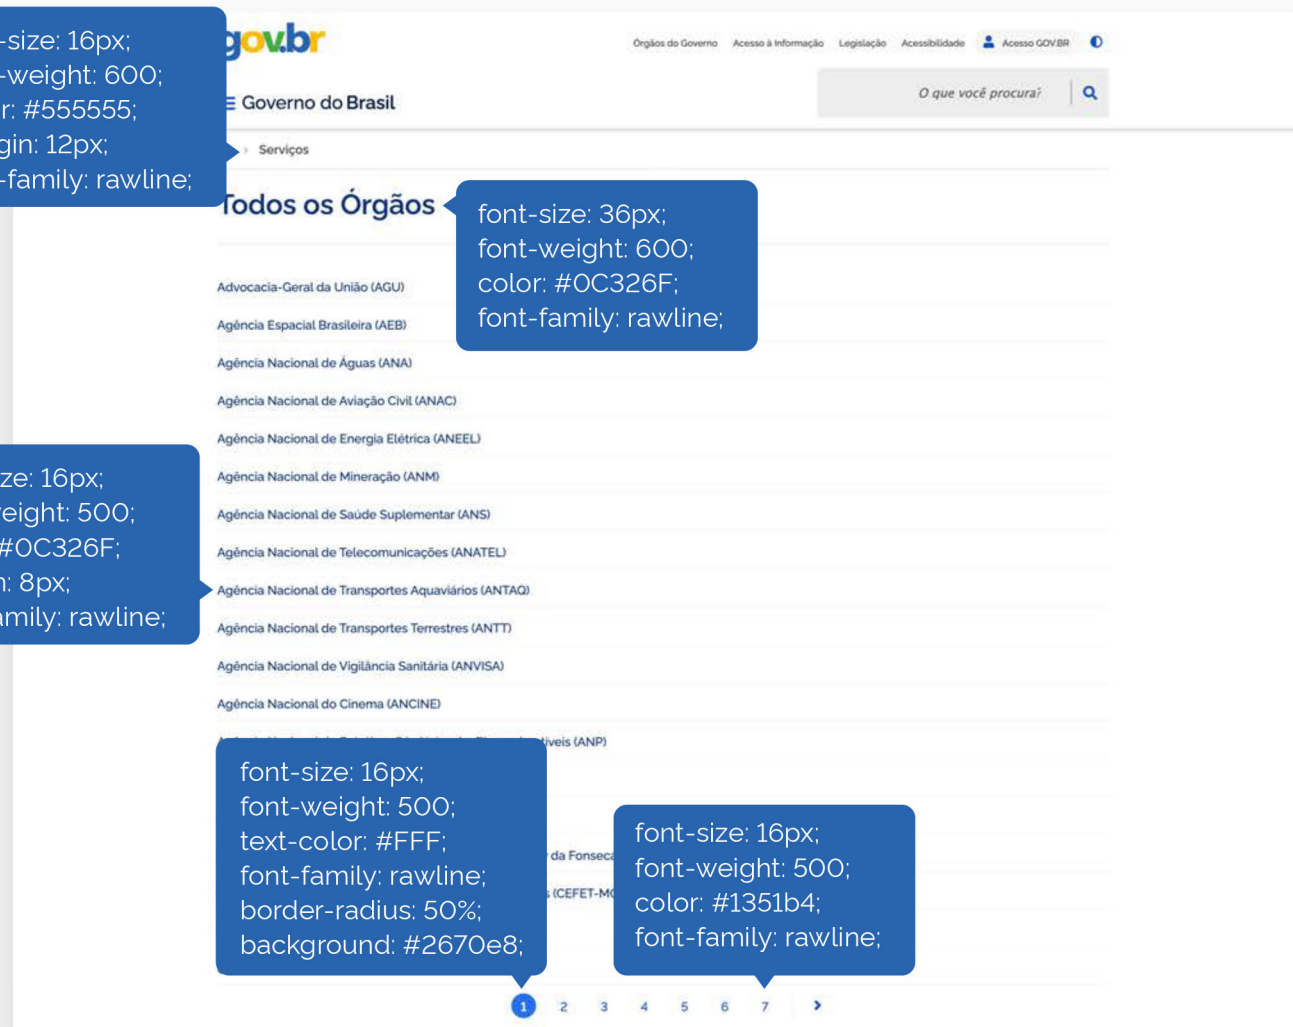 -size: 16px;
-weight: 600;
r: #555555;
gin: 12px;
-family: rawline;
gov.br
Órgãos do Governo Acesso à Informação Legislação Acessibilidade Acesso GOV.BR
Governo do Brasil
O que você procura?
> Serviços
Todos os Órgãos
font-size: 36px;
font-weight: 600;
color: #0C326F;
font-family: rawline;
Advocacia-Geral da União (AGU)
Agência Espacial Brasileira (AEB)
Agência Nacional de Águas (ANA)
Agência Nacional de Aviação Civil (ANAC)
Agência Nacional de Energia Elétrica (ANEEL)
Agência Nacional de Mineração (ANM)
Agência Nacional de Saúde Suplementar (ANS)
Agência Nacional de Telecomunicações (ANATEL)
Agência Nacional de Transportes Aquaviários (ANTAQ)
Agência Nacional de Transportes Terrestres (ANTT)
Agência Nacional de Vigilância Sanitária (ANVISA)
Agência Nacional do Cinema (ANCINE)
ize: 16px;
veight: 500;
#0C326F;
n: 8px;
amily: rawline;
tíveis (ANP)
font-size: 16px;
font-weight: 500;
text-color: #FFF;
font-family: rawline;
border-radius: 50%;
background: #2670e8;
da Fonseca
(CEFET-M
font-size: 16px;
font-weight: 500;
color: #1351b4;
font-family: rawline;
1 2 3 4 5 6 7 >